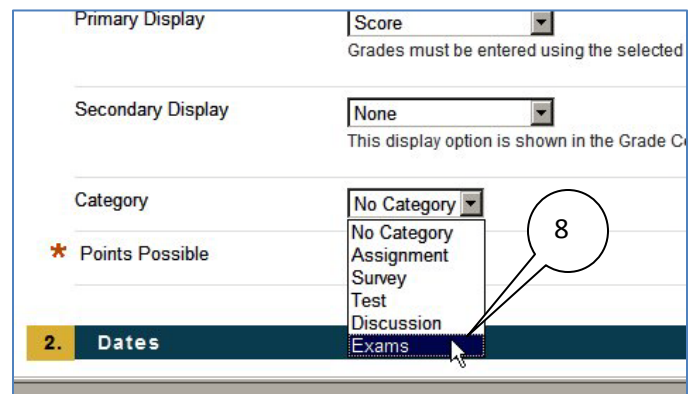 Primary Display
Score
Grades must be entered using the selected
Secondary Display
None
This display option is shown in the Grade
Category
No Category
No Category
Assignment
Survey
Test
Discussion
Exams
8
* Points Possible
2. Dates